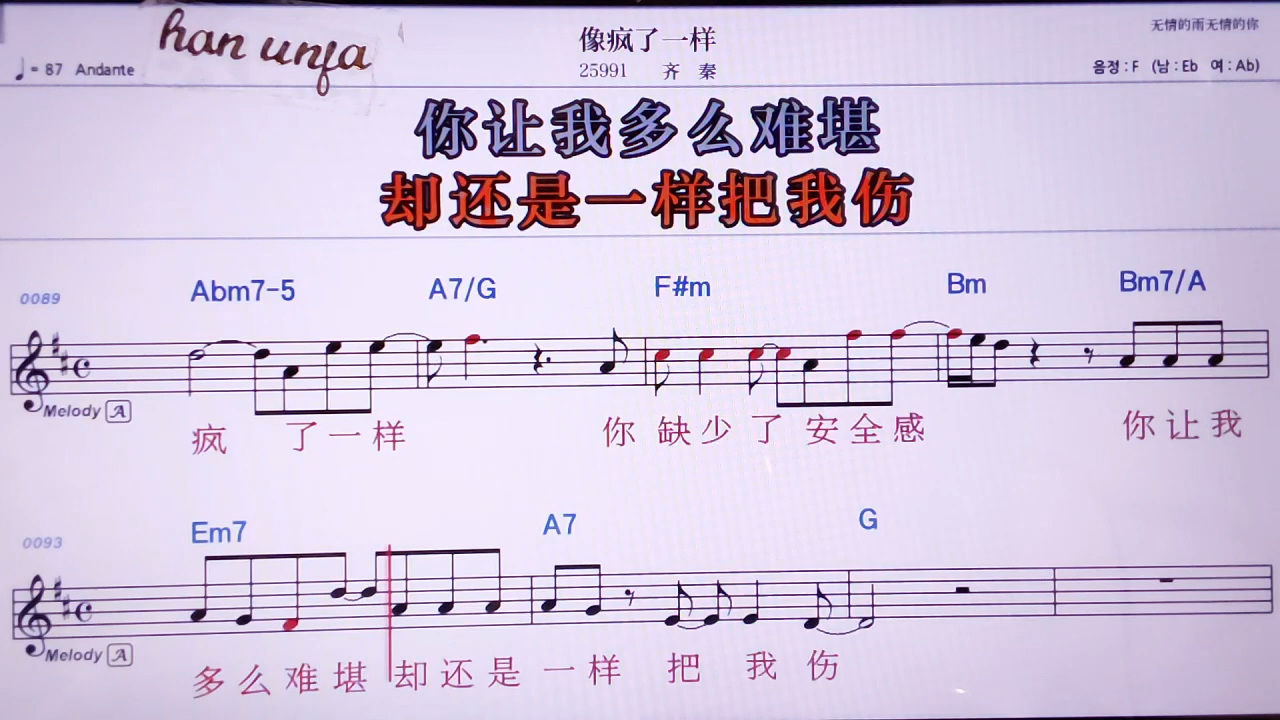 han unfa
像疯了一样
无情的雨无情的你
♩= 87 Andante
25991 齐 秦
음정 : F (남 : Eb 여 : Ab)
你让我多么难堪
却还是一样把我伤
0089 Abm7-5 A7/G F#m Bm Bm7/A
Melody A
疯 了一样 你 缺少了 安全感 你让我
0093 Em7 A7 G
Melody A
多么难堪 却还是 一样 把 我 伤